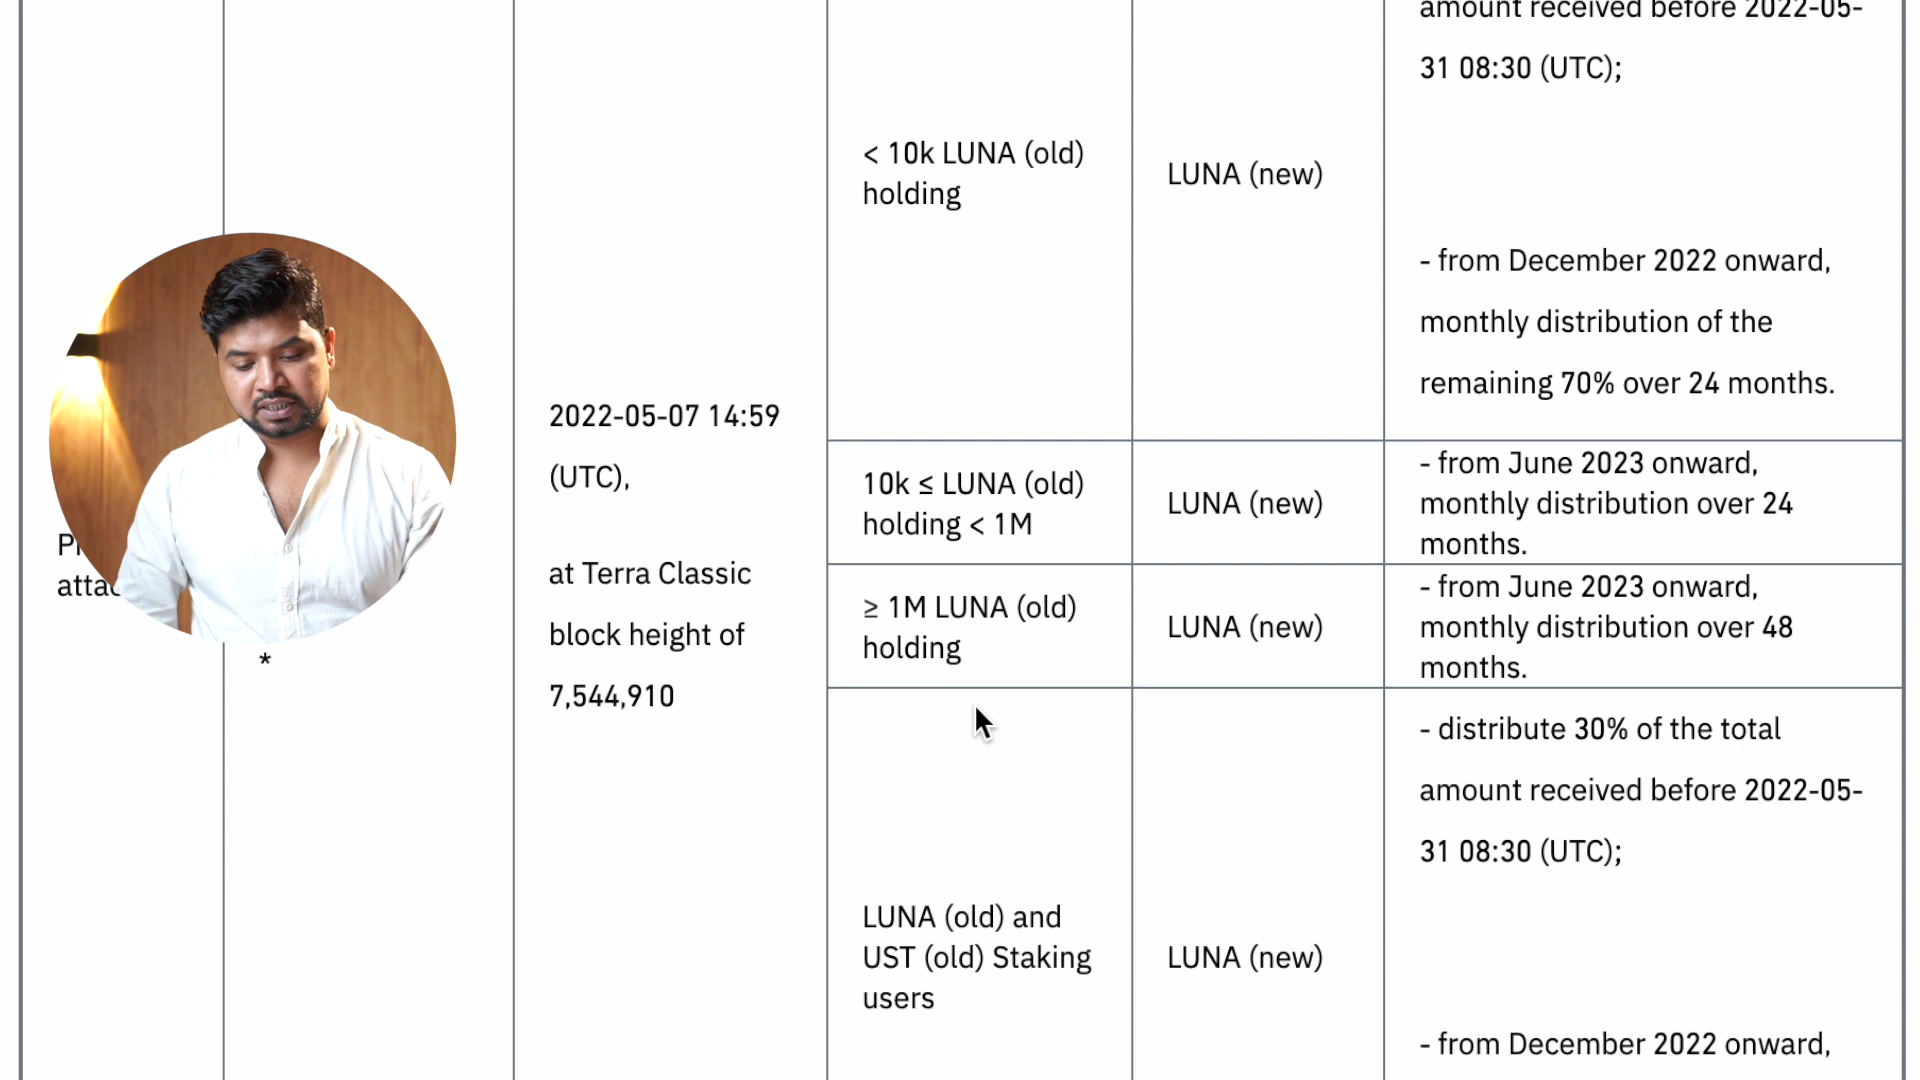 amount received before 2022-05-
31 08:30 (UTC);
< 10k LUNA (old)
holding
LUNA (new)
- from December 2022 onward,
monthly distribution of the
remaining 70% over 24 months.
2022-05-07 14:59
(UTC),
at Terra Classic
block height of
7,544,910
*
10k ≤ LUNA (old)
holding < 1M
LUNA (new)
- from June 2023 onward,
monthly distribution over 24
months.
≥ 1M LUNA (old)
holding
LUNA (new)
- from June 2023 onward,
monthly distribution over 48
months.
LUNA (old) and
UST (old) Staking
users
LUNA (new)
- distribute 30% of the total
amount received before 2022-05-
31 08:30 (UTC);
- from December 2022 onward,